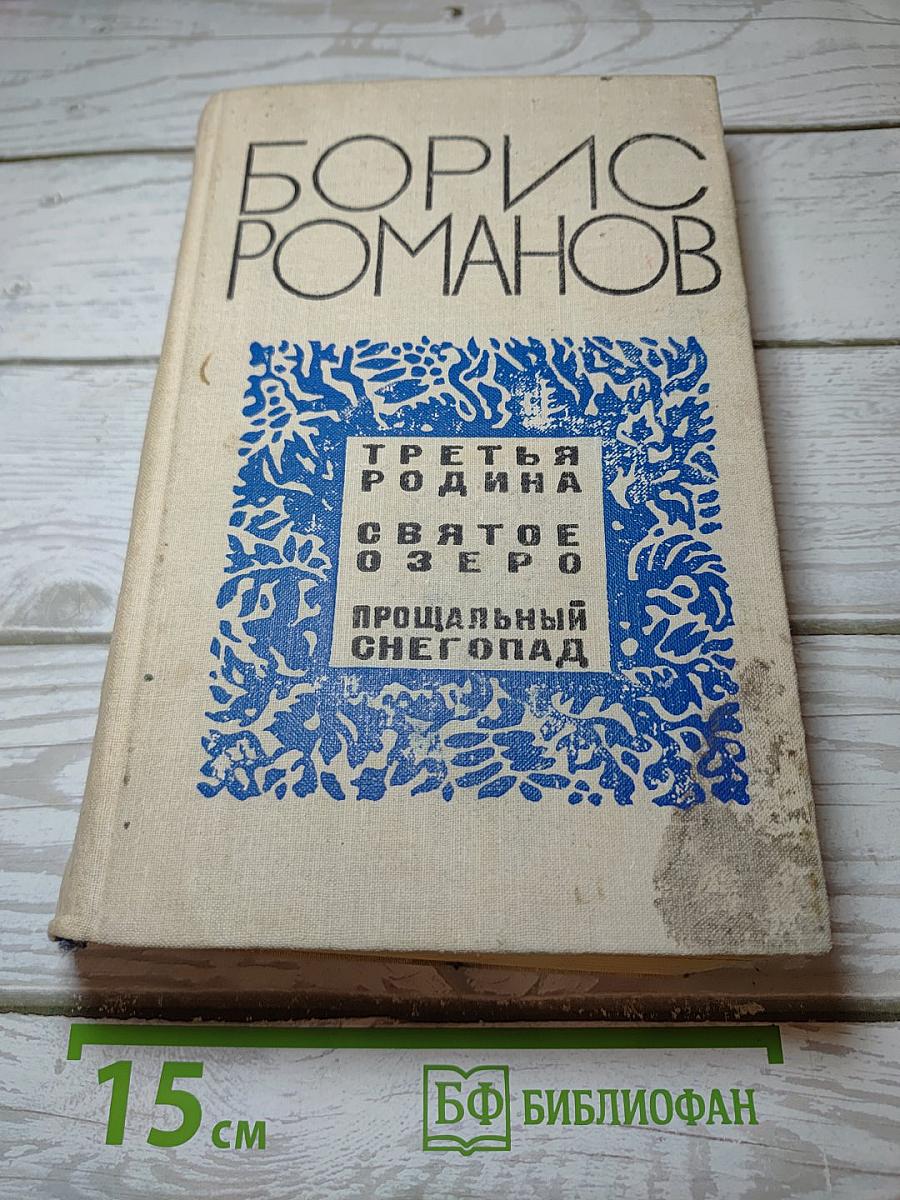 БОРИС
РОМАНОВ
ТРЕТЬЯ
РОДИНА
СВЯТОЕ
ОЗЕРО
ПРОЩАЛЬНЫЙ
СНЕГОПАД
15 см
БФ БИБЛИОФАН